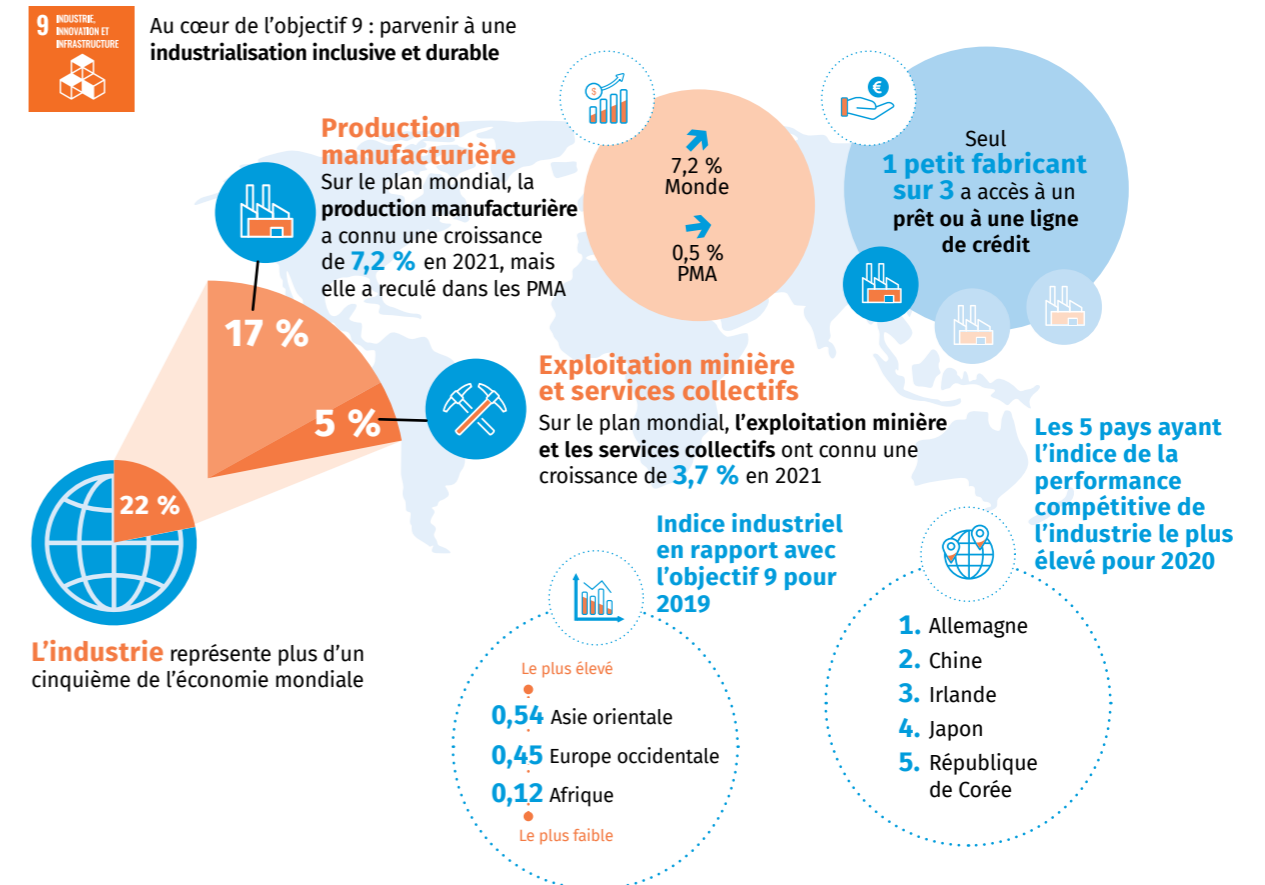 9 INDUSTRIE,
INNOVATION ET
INFRASTRUCTURE
Au cœur de l’objectif 9 : parvenir à une
industrialisation inclusive et durable
Production
manufacturière
Sur le plan mondial, la
production manufacturière
a connu une croissance
de 7,2 % en 2021, mais
elle a reculé dans les PMA
$
7,2 %
Monde
0,5 %
PMA
€
Seul
1 petit fabricant
sur 3 a accès à un
prêt ou à une ligne
de crédit
17 %
5 %
22 %
Exploitation minière
et services collectifs
Sur le plan mondial, l’exploitation minière
et les services collectifs ont connu une
croissance de 3,7 % en 2021
L’industrie représente plus d’un
cinquième de l’économie mondiale
Indice industriel
en rapport avec
l’objectif 9 pour
2019
Le plus élevé
0,54 Asie orientale
0,45 Europe occidentale
0,12 Afrique
Le plus faible
Les 5 pays ayant
l’indice de la
performance
compétitive de
l’industrie le plus
élevé pour 2020
1. Allemagne
2. Chine
3. Irlande
4. Japon
5. République
de Corée